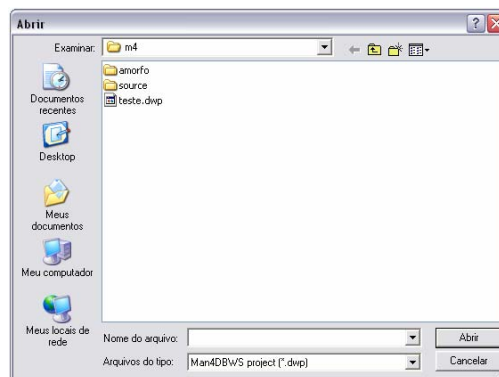 Abrir
Examinar: m4
amorfo
source
teste.dwp
Documentos
recentes
Desktop
Meus
documentos
Meu computador
Meus locais de
rede
Nome do arquivo:
Abrir
Arquivos do tipo: Man4DBWS project (*.dwp)
Cancelar